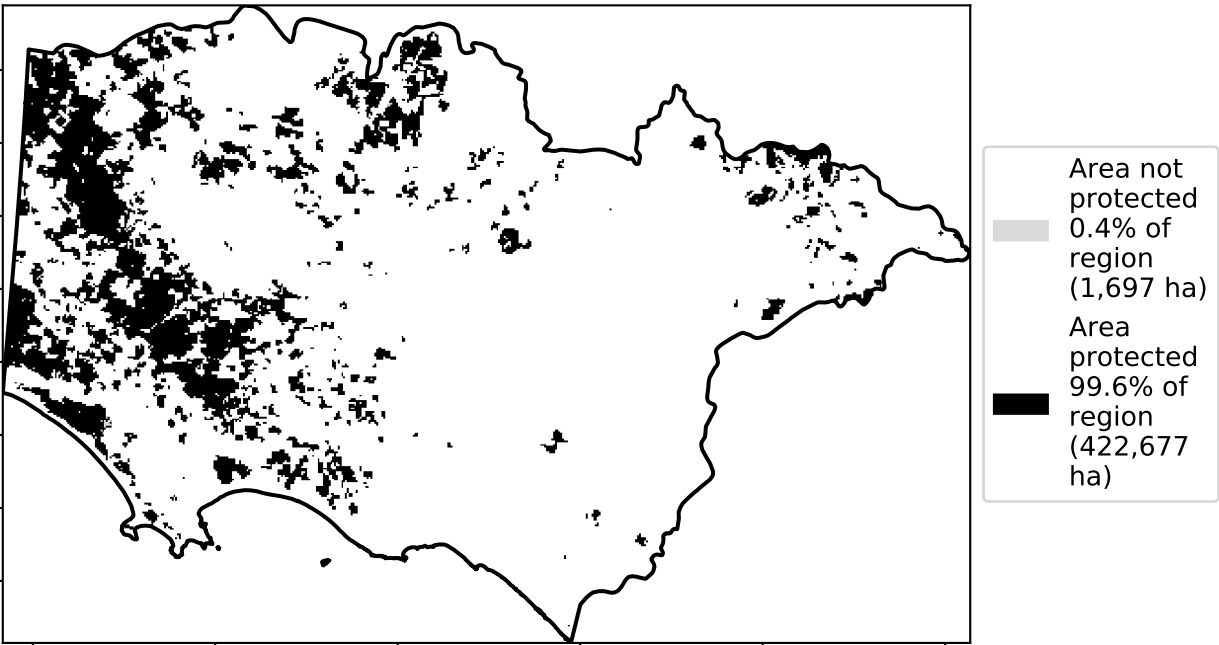 Area not
protected
0.4% of
region
(1,697 ha)
Area
protected
99.6% of
region
(422,677
ha)